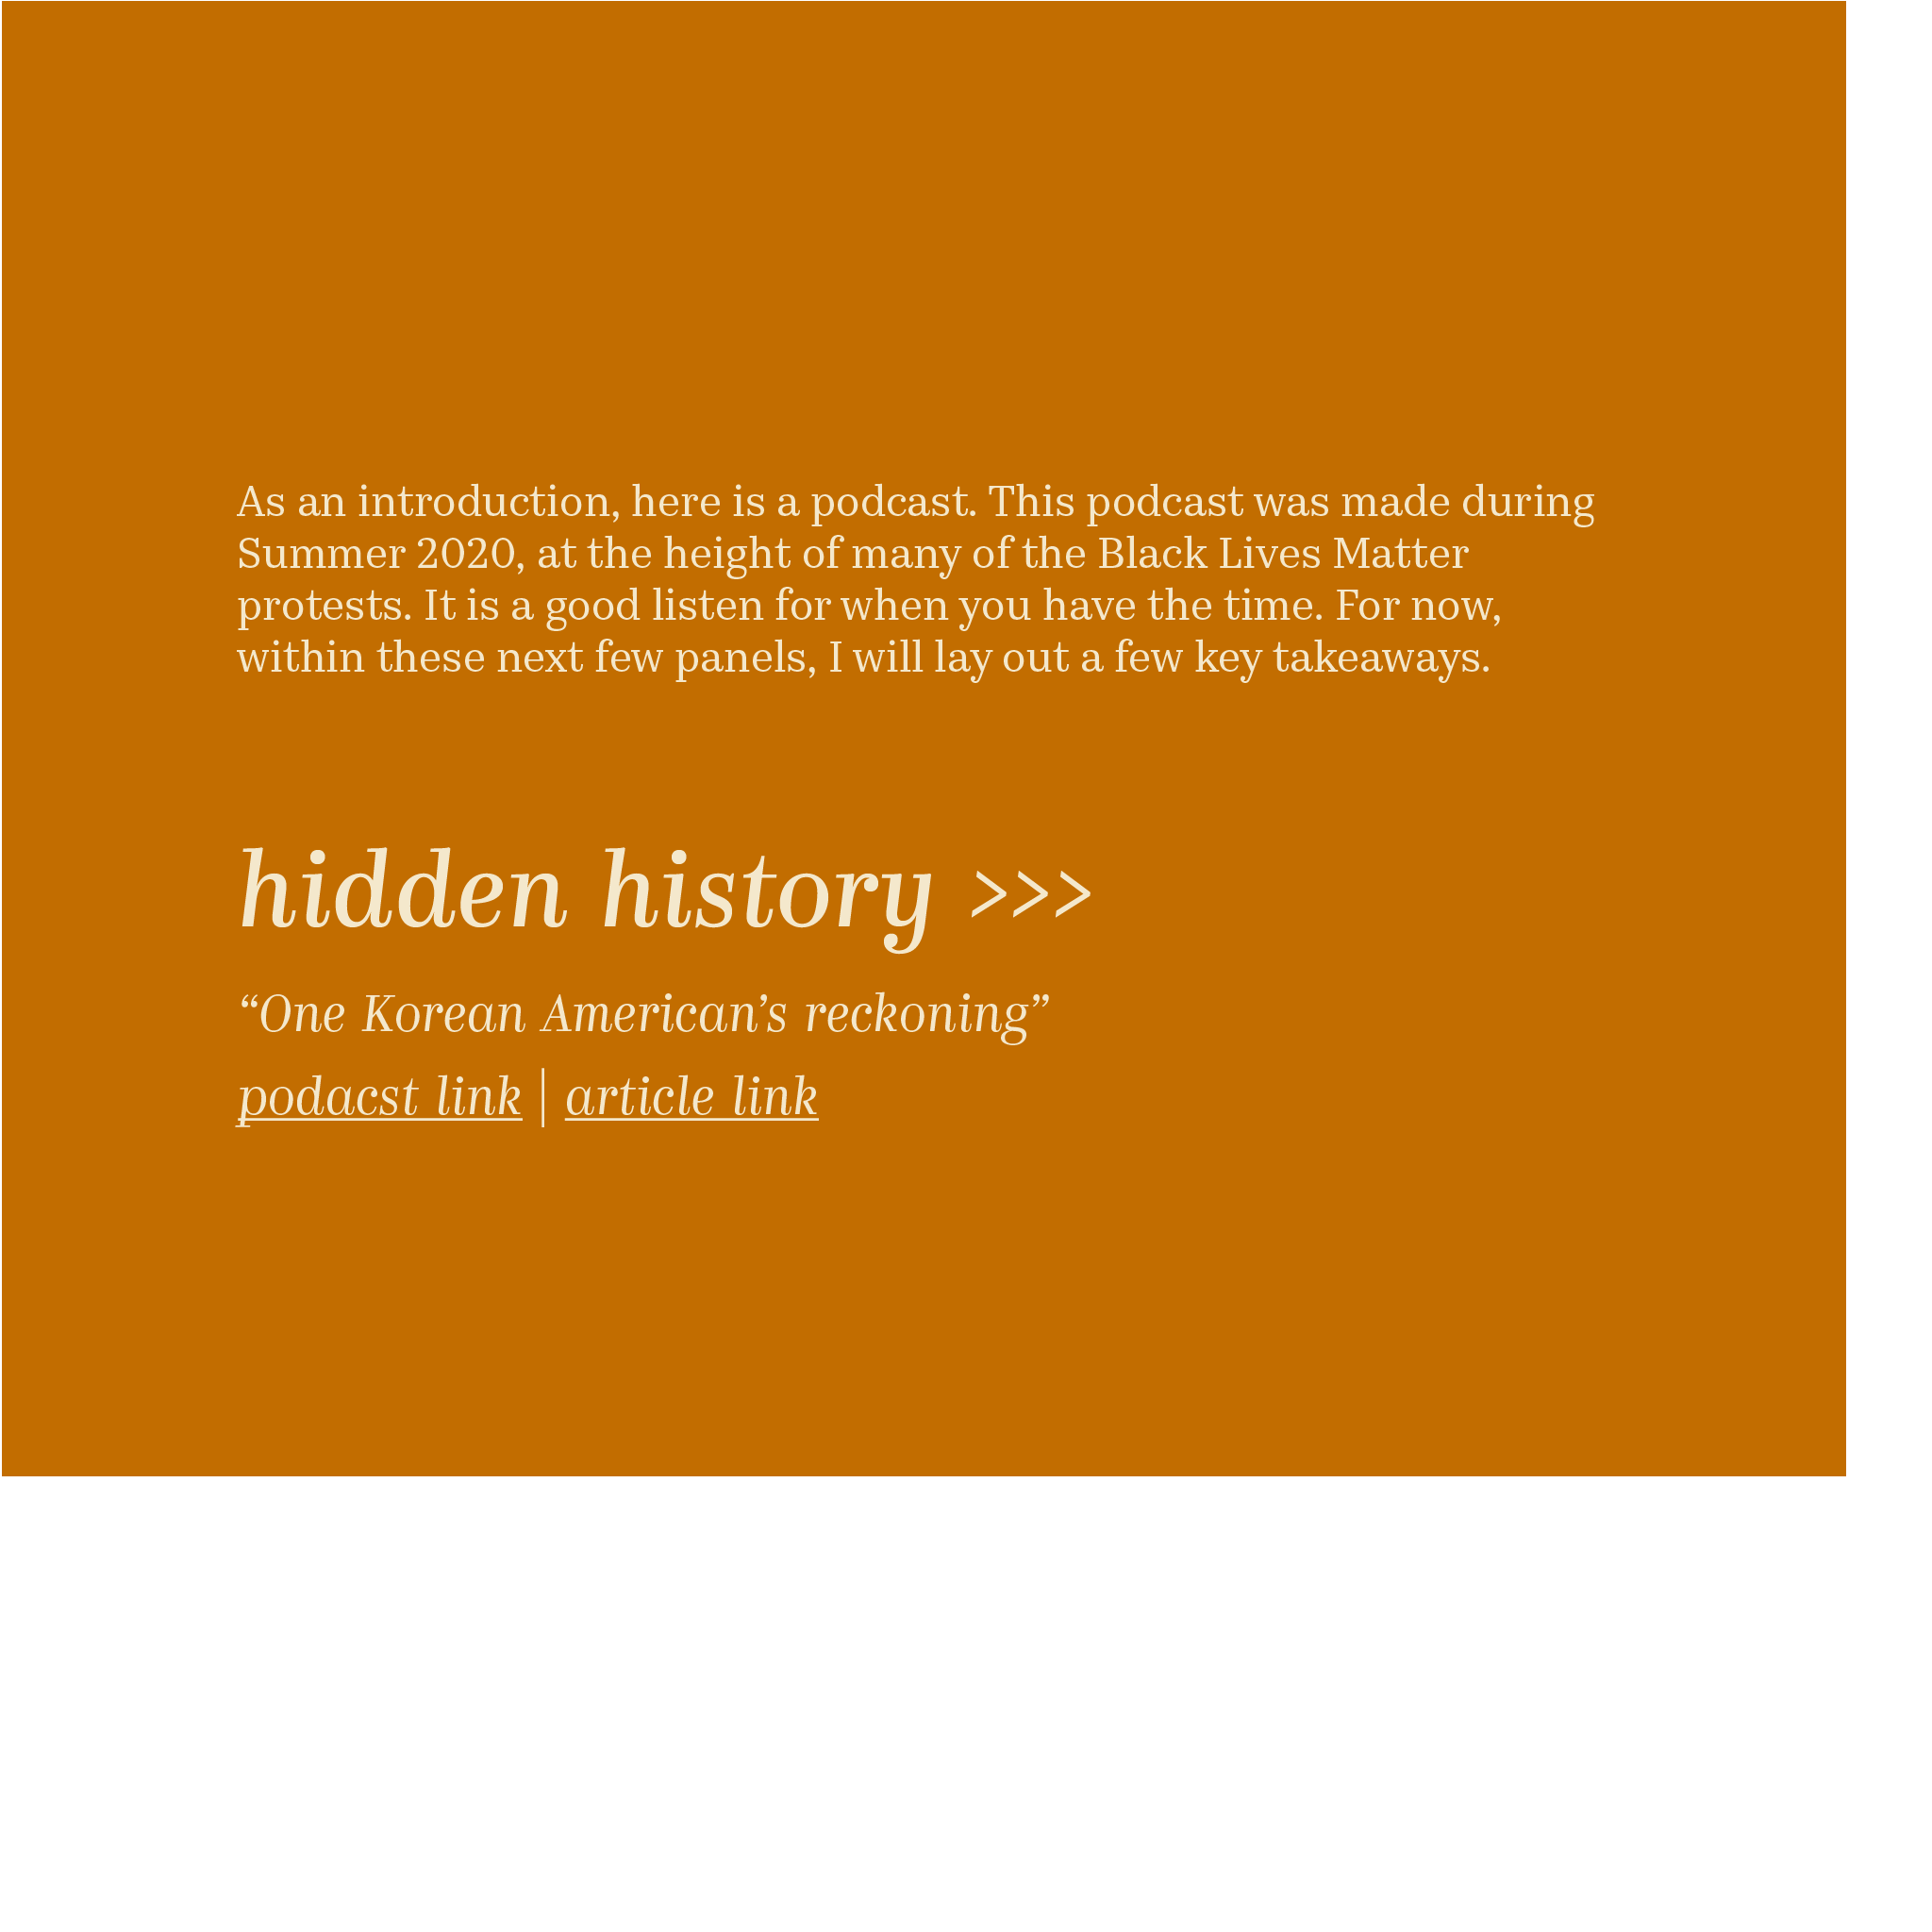 As an introduction, here is a podcast. This podcast was made during
Summer 2020, at the height of many of the Black Lives Matter
protests. It is a good listen for when you have the time. For now,
within these next few panels, I will lay out a few key takeaways.
hidden history >>>
“One Korean American’s reckoning”
podacst link | article link